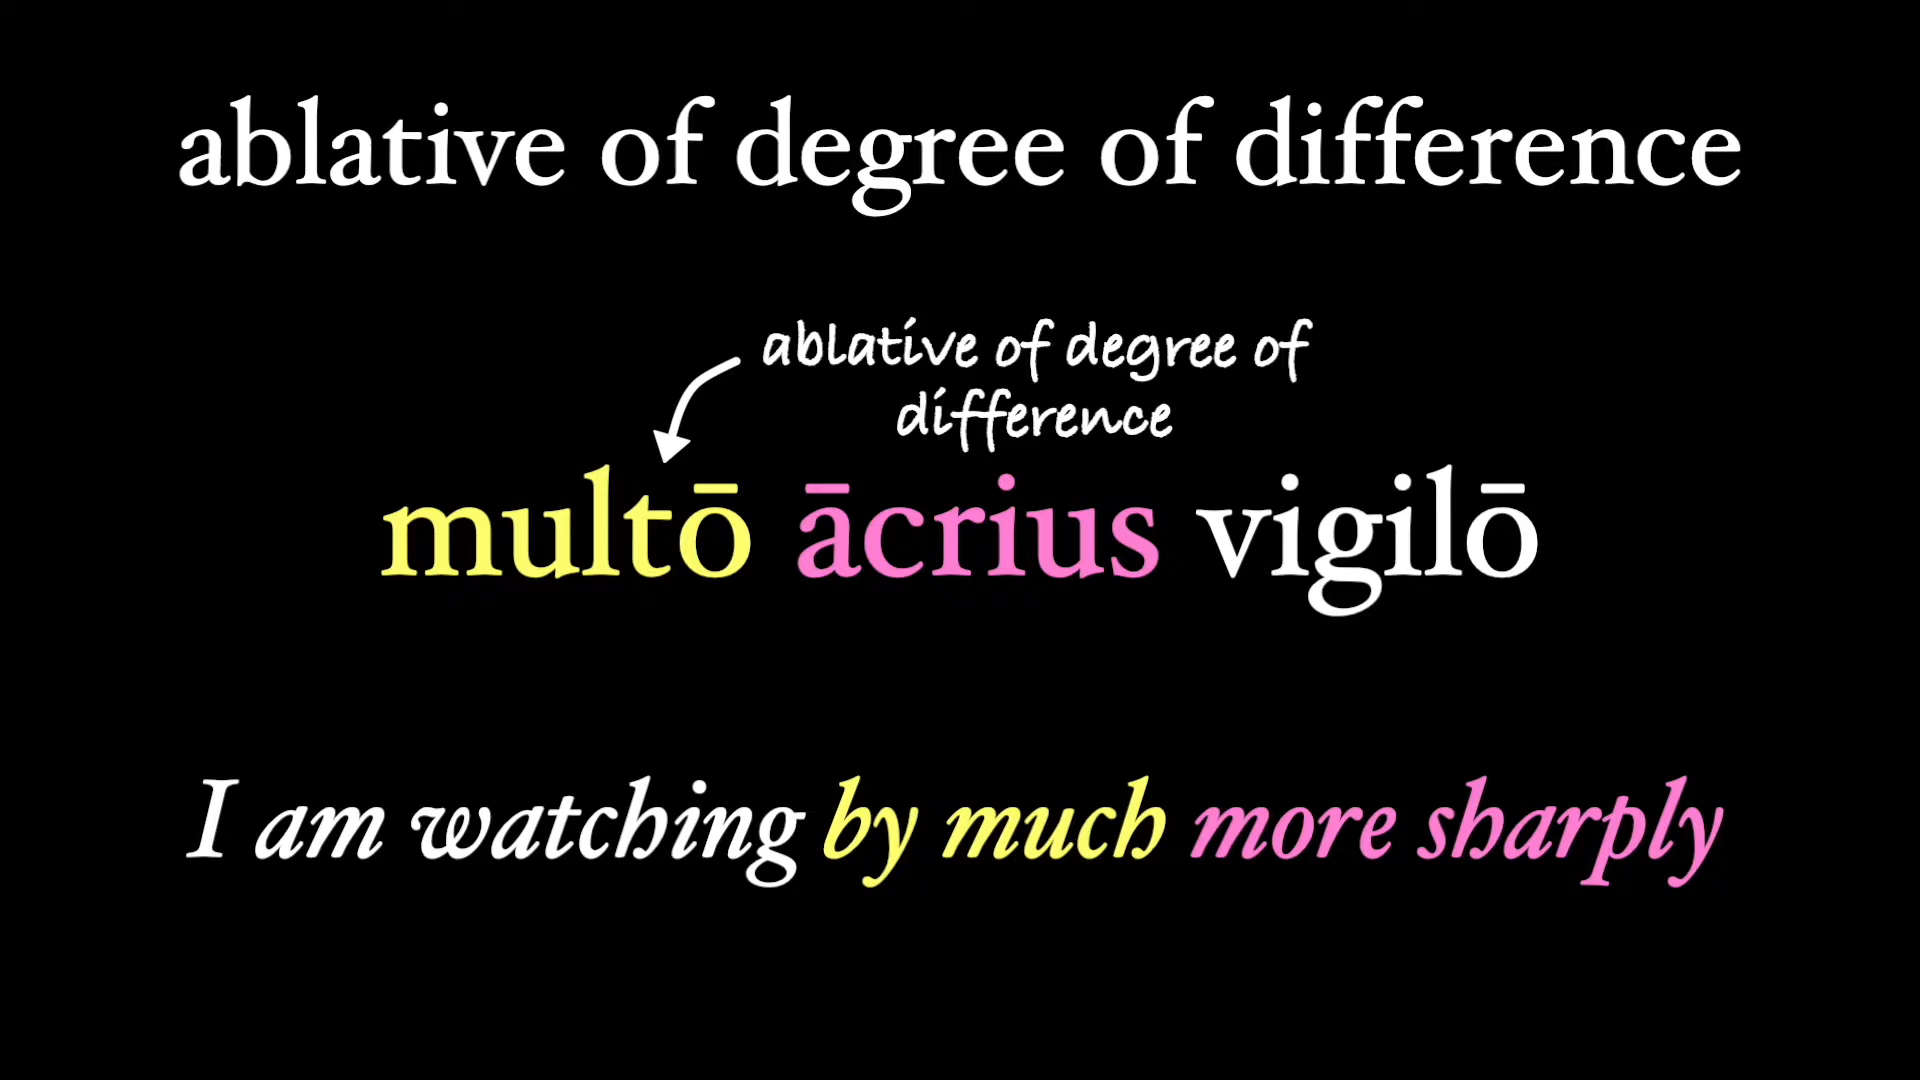 ablative of degree of difference
ablative of degree of
difference
multō ācrius vigilō
I am watching by much more sharply